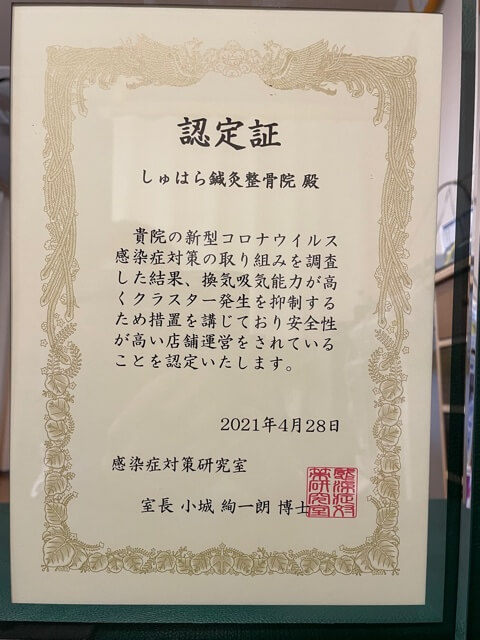 認定証
しゅはら鍼灸整骨院 殿
貴院の新型コロナウイルス
感染症対策の取り組みを調査
した結果、換気吸気能力が高
くクラスター発生を抑制する
ため措置を講じており安全性
が高い店舗運営をされている
ことを認定いたします。
2021年4月28日
感染症対策研究室
室長 小城 絢一朗 博士